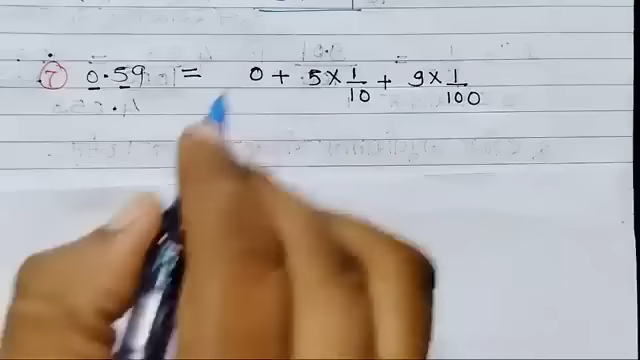 7 0.59 = 0 + 5 × 1/10 + 9 × 1/100